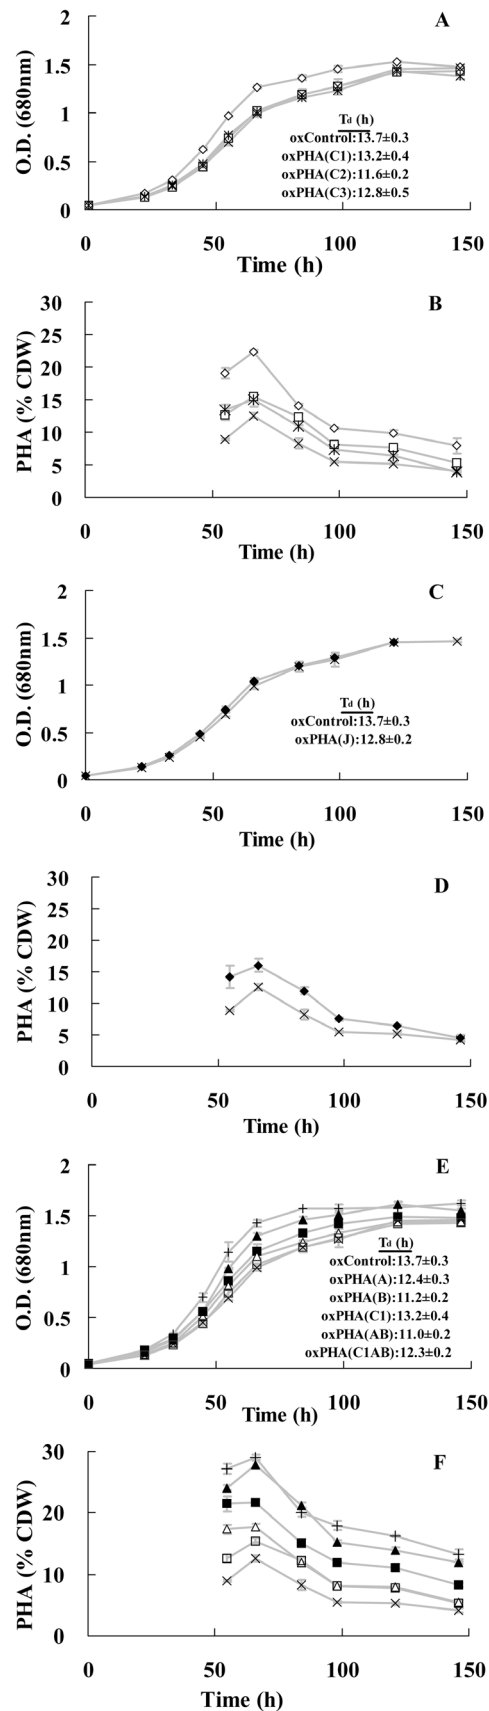 A
2
1.5
1
0.5
0
O.D. (680nm)
Td (h)
oxControl:13.7±0.3
oxPHA(C1):13.2±0.4
oxPHA(C2):11.6±0.2
oxPHA(C3):12.8±0.5
0 50 100 150
Time (h)
B
30
25
20
15
10
5
0
PHA (% CDW)
0 50 100 150
Time (h)
C
2
1.5
1
0.5
0
O.D. (680nm)
Td (h)
oxControl:13.7±0.3
oxPHA(J):12.8±0.2
0 50 100 150
Time (h)
D
30
25
20
15
10
5
0
PHA (% CDW)
0 50 100 150
Time (h)
E
2
1.5
1
0.5
0
O.D. (680nm)
Td (h)
oxControl:13.7±0.3
oxPHA(A):12.4±0.3
oxPHA(B):11.2±0.2
oxPHA(C1):13.2±0.4
oxPHA(AB):11.0±0.2
oxPHA(C1AB):12.3±0.2
0 50 100 150
Time (h)
F
30
20
10
0
PHA (% CDW)
0 50 100 150
Time (h)